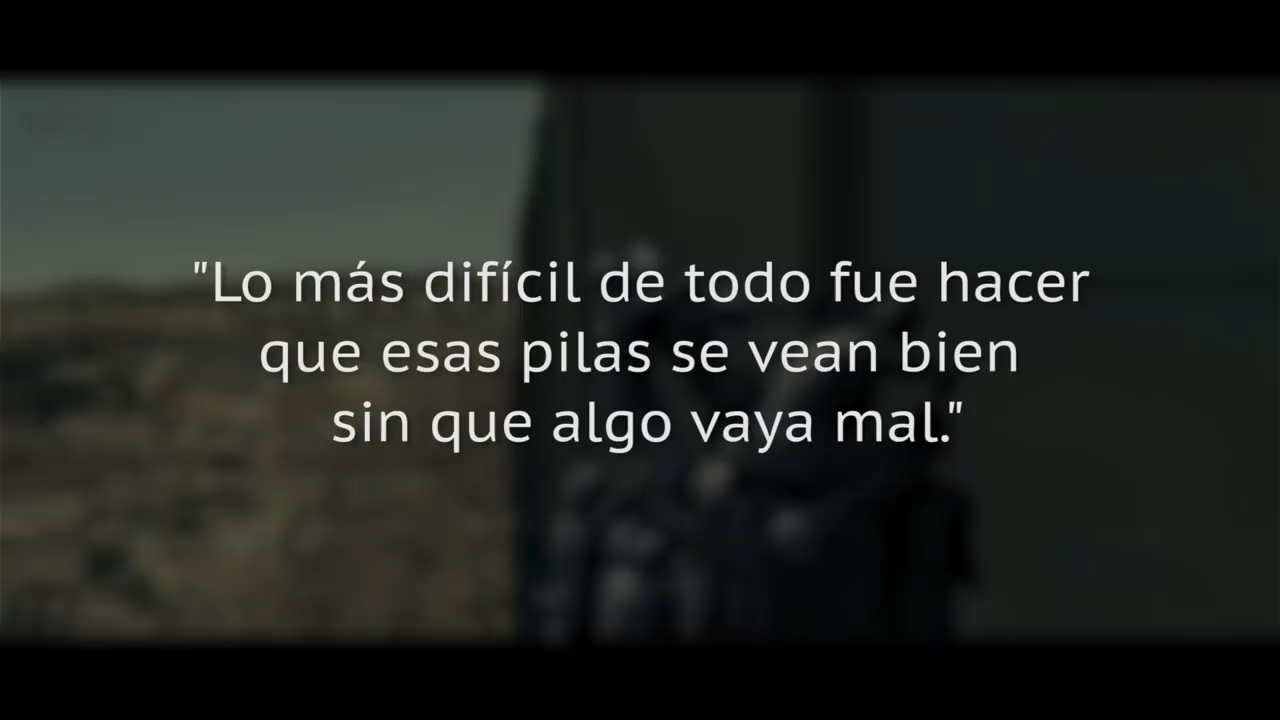 "Lo más difícil de todo fue hacer
que esas pilas se vean bien
sin que algo vaya mal."